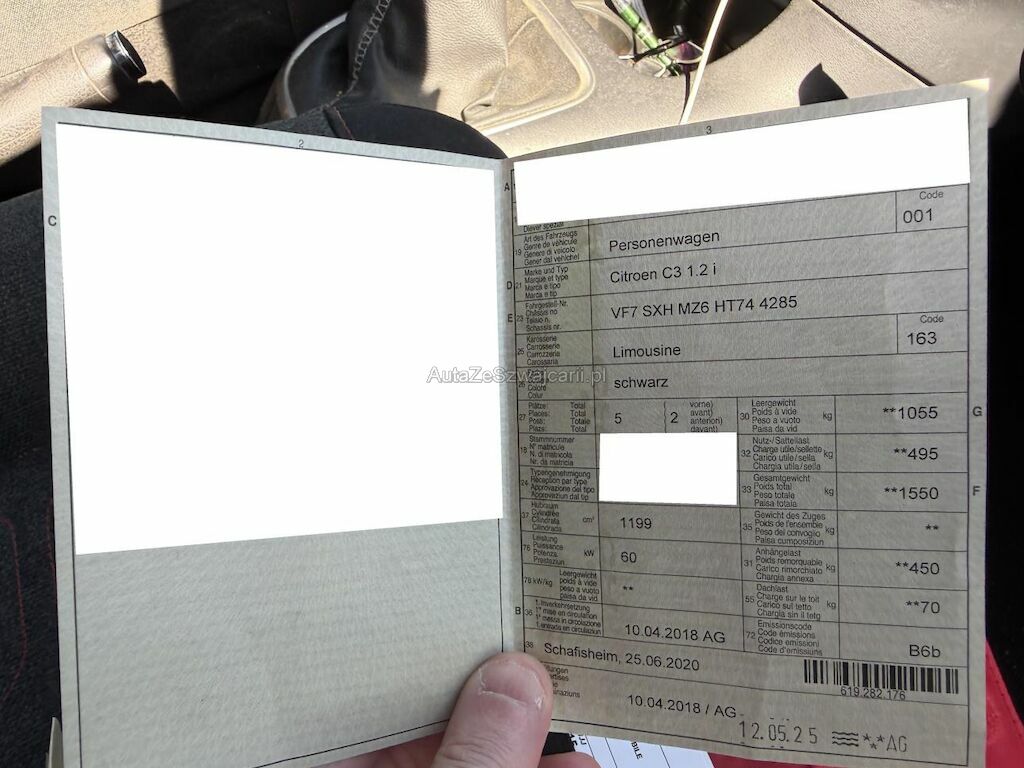 2
3
C
A
Code
001
Diever spezial
19
Art des Fahrzeugs
Genre de véhicule
Genere di veicolo
Gener dal vehichel
Personenwagen
D 21
Marke und Typ
Marque et type
Marca e tipo
Marca e tip
Citroen C3 1.2 i
E 23
Fahrgestell-Nr.
Châssis no
Telaio n.
Schassis nr.
VF7 SXH MZ6 HT74 4285
25
Karosserie
Carrosserie
Carrozzeria
Carossaria
Limousine
Code
163
26
Colore
Colur
schwarz
AutaZeSzwajcarii.pl
27
Plätze: Total
Places: Total
Posti: Totale
Plazs: Total
5
2
vorne)
avant)
anteriori)
davant)
30
Leergewicht
Poids à vide
Peso a vuoto
Paisa da vid
kg
**1055
G
18
Stammnummer
N° matricule
N. di matricola
Nr. da matricla
32
Nutz-/Sattellast
Charge utile/sellette
Carico utile/sella
Chargia utila/sella
kg
**495
24
Typengenehmigung
Réception par type
Approvazione del tipo
Approvaziun dal tip
33
Gesamtgewicht
Poids total
Peso totale
Paisa totala
kg
**1550
F
37
Hubraum
Cylindrée
Cilindrata
Cilindrada
cm³
1199
35
Gewicht des Zuges
Poids de l'ensemble
Peso del convoglio
Paisa cumposiziun
kg
**
76
Leistung
Puissance
Potenza
Prestaziun
kW
60
31
Anhängelast
Poids remorquable
Carico rimorchiato
Chargia annexa
kg
**450
78 kW/kg
Leergewicht
poids à vide
peso a vuoto
paisa da vid
**
55
Dachlast
Charge sur le toit
Carico sul tetto
Chargia sin il tetg
kg
**70
B 36
1. Inverkehrsetzung
1re mise en circulation
1a messa in circolazione
1. entrada en circulaziun
10.04.2018 AG
72
Emissionscode
Code émissions
Codice emissioni
Code d'emissiuns
B6b
38
Schafisheim, 25.06.2020
619.282.176
10.04.2018 / AG
12.05.25
**AG
BILE